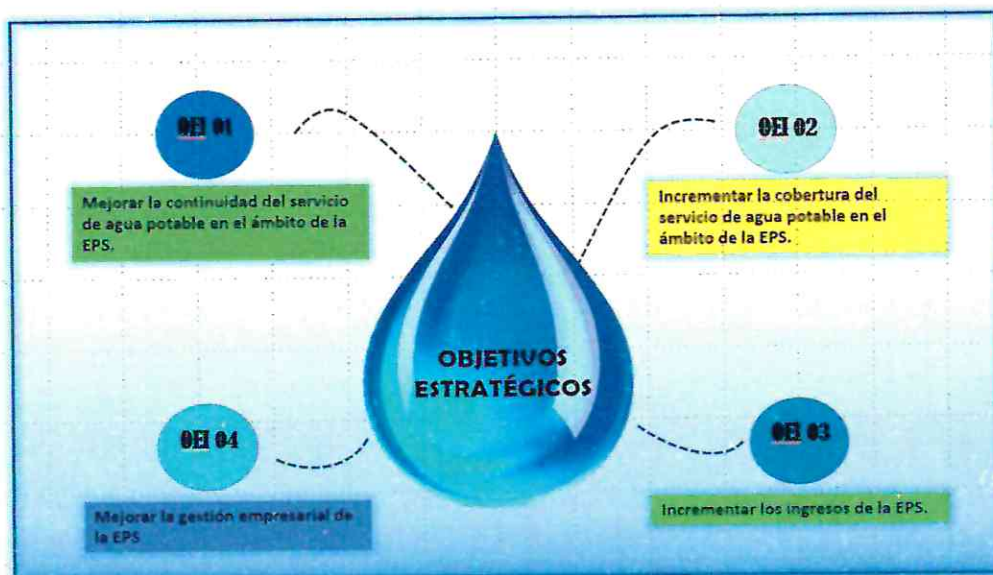 OEI 01
Mejorar la continuidad del servicio
de agua potable en el ámbito de la
EPS.
OEI 02
Incrementar la cobertura del
servicio de agua potable en el
ámbito de la EPS.
OBJETIVOS
ESTRATÉGICOS
OEI 04
Mejorar la gestión empresarial de
la EPS
OEI 03
Incrementar los ingresos de la EPS.